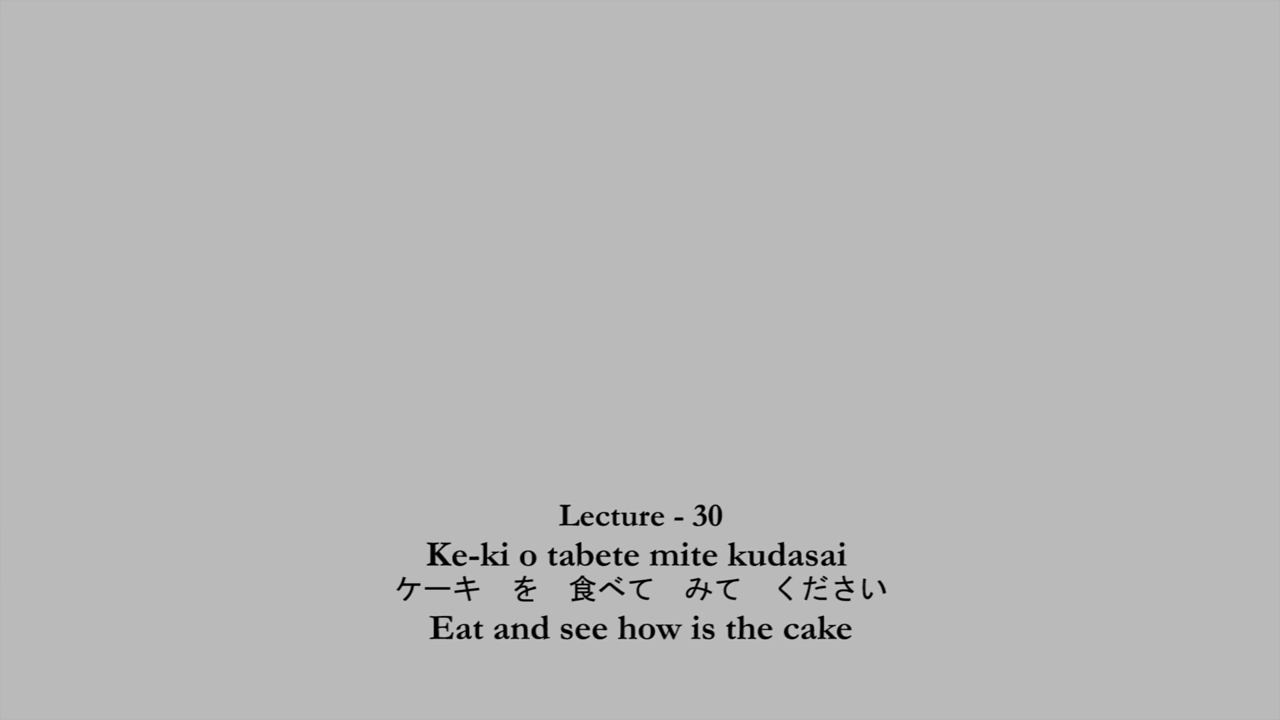 Lecture - 30
Ke-ki o tabete mite kudasai
ケーキ　を　食べて　みて　ください
Eat and see how is the cake